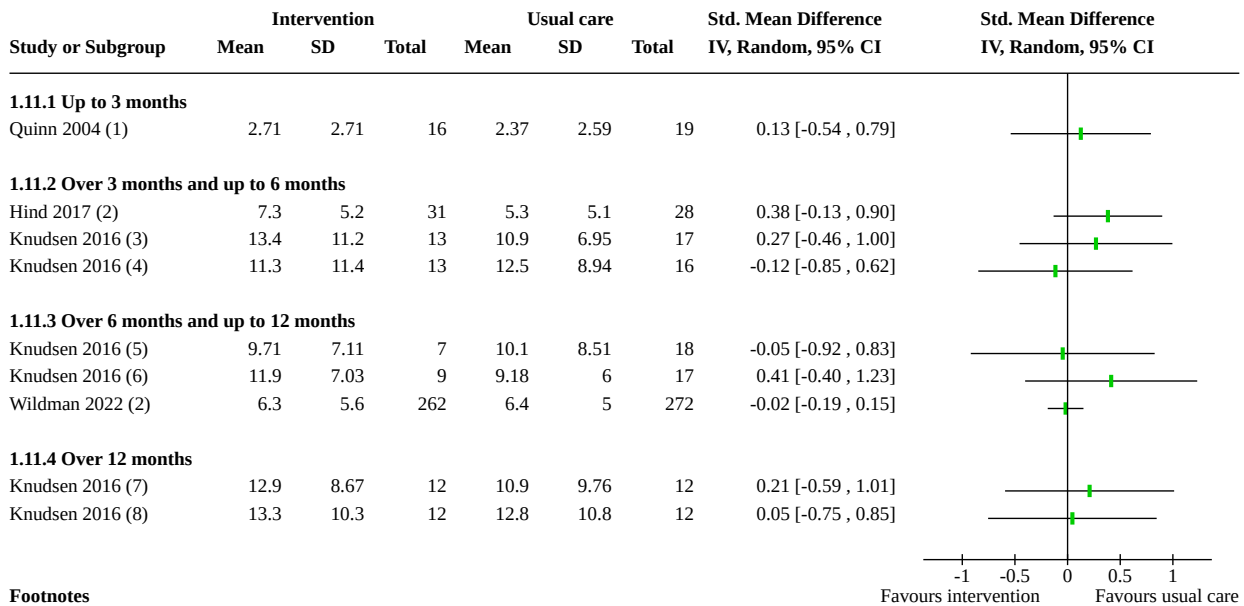 Intervention Usual care Std. Mean Difference Std. Mean Difference
Study or Subgroup Mean SD Total Mean SD Total IV, Random, 95% CI IV, Random, 95% CI
1.11.1 Up to 3 months
Quinn 2004 (1) 2.71 2.71 16 2.37 2.59 19 0.13 [-0.54 , 0.79]
1.11.2 Over 3 months and up to 6 months
Hind 2017 (2) 7.3 5.2 31 5.3 5.1 28 0.38 [-0.13 , 0.90]
Knudsen 2016 (3) 13.4 11.2 13 10.9 6.95 17 0.27 [-0.46 , 1.00]
Knudsen 2016 (4) 11.3 11.4 13 12.5 8.94 16 -0.12 [-0.85 , 0.62]
1.11.3 Over 6 months and up to 12 months
Knudsen 2016 (5) 9.71 7.11 7 10.1 8.51 18 -0.05 [-0.92 , 0.83]
Knudsen 2016 (6) 11.9 7.03 9 9.18 6 17 0.41 [-0.40 , 1.23]
Wildman 2022 (2) 6.3 5.6 262 6.4 5 272 -0.02 [-0.19 , 0.15]
1.11.4 Over 12 months
Knudsen 2016 (7) 12.9 8.67 12 10.9 9.76 12 0.21 [-0.59 , 1.01]
Knudsen 2016 (8) 13.3 10.3 12 12.8 10.8 12 0.05 [-0.75 , 0.85]
-1 -0.5 0 0.5 1
Footnotes Favours intervention Favours usual care